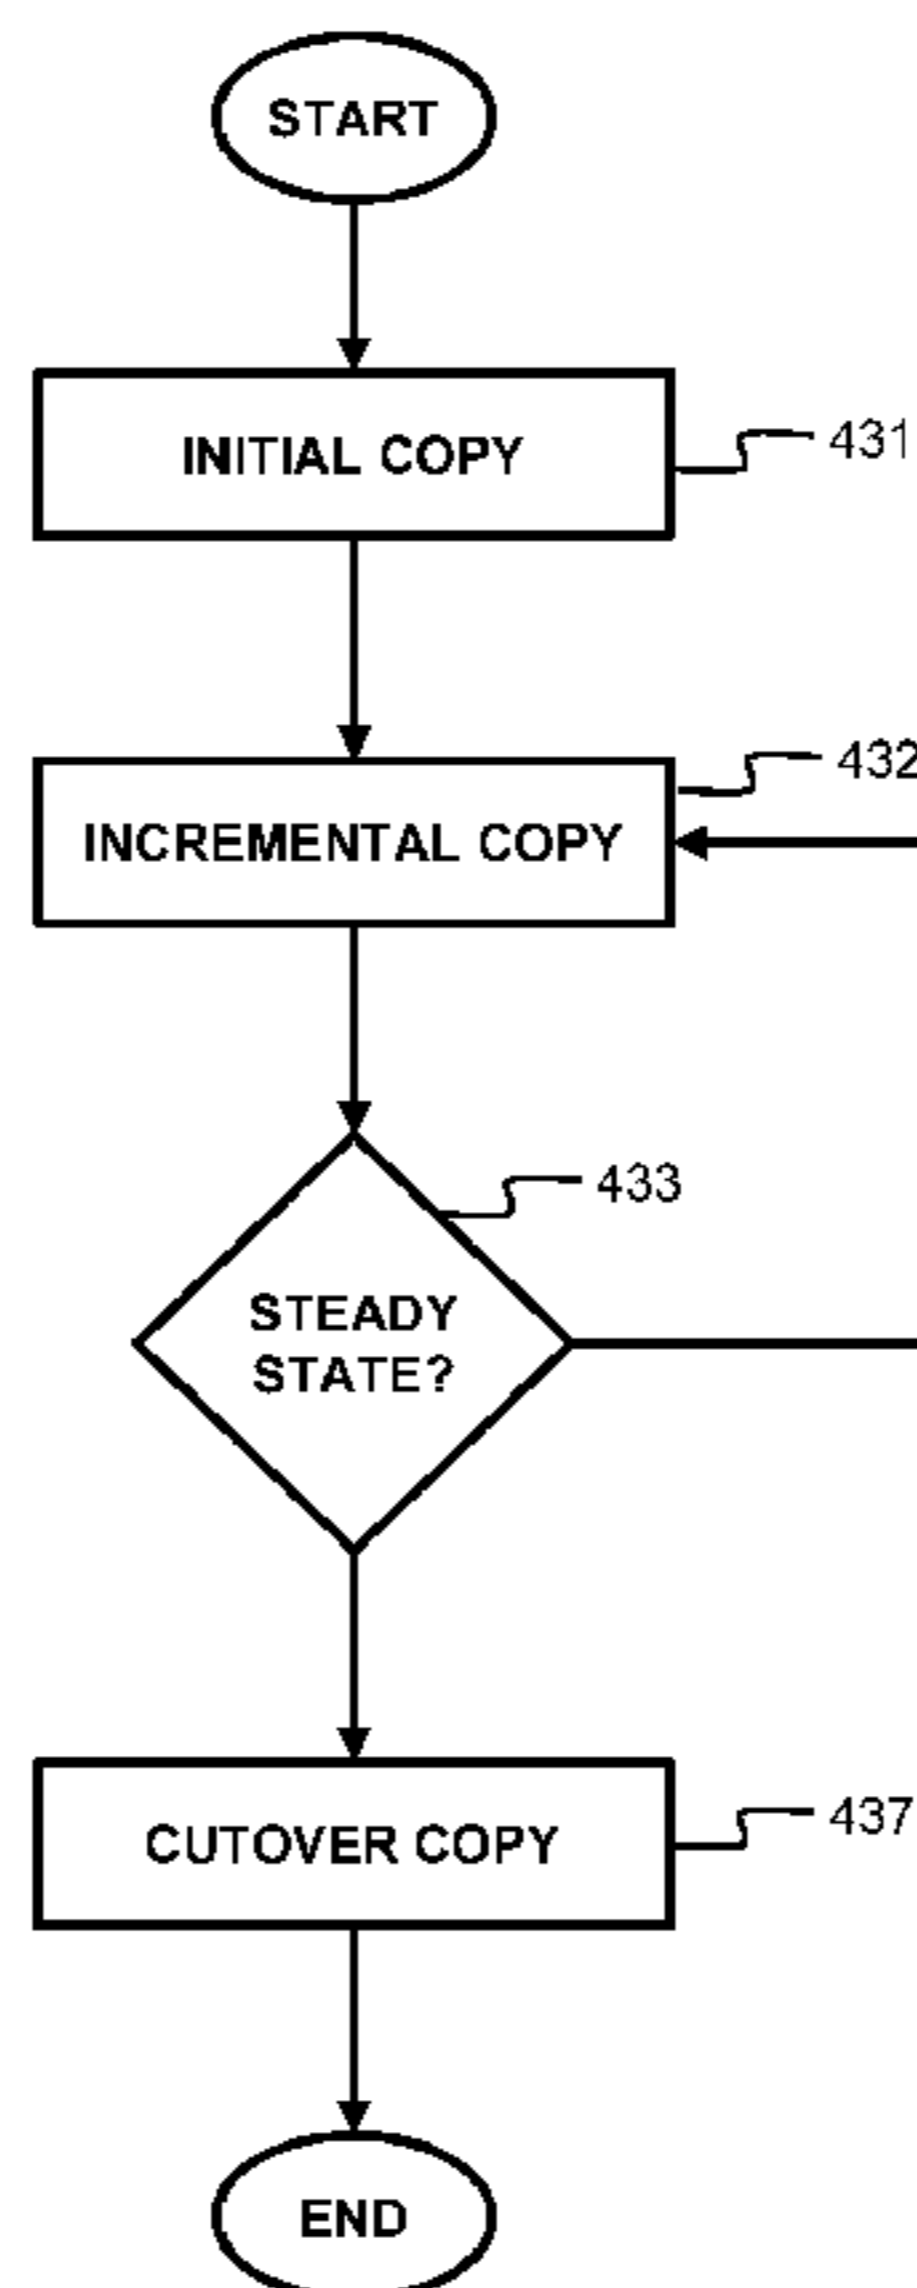 START
INITIAL COPY
431
432
INCREMENTAL COPY
433
STEADY
STATE?
437
CUTOVER COPY
END